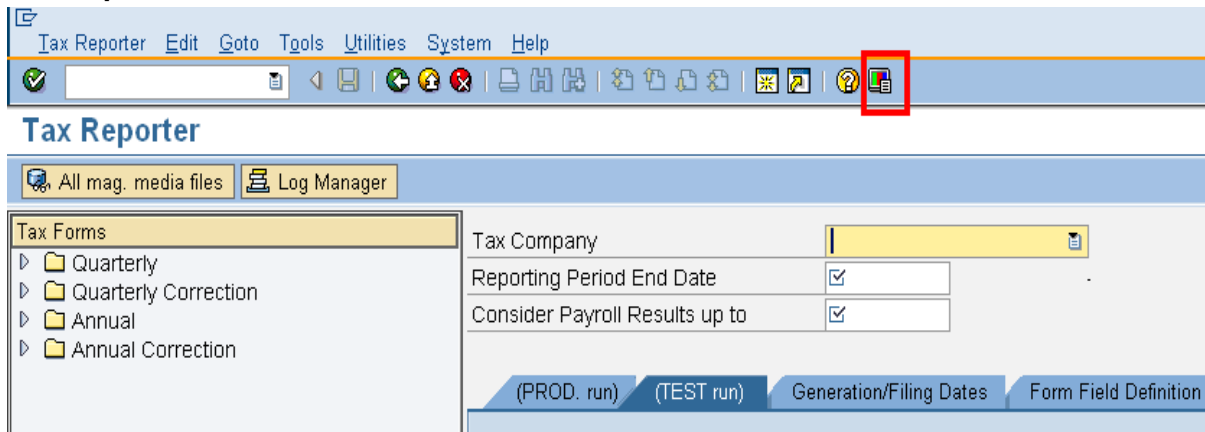 Tax Reporter Edit Goto Tools Utilities System Help
Tax Reporter
All mag. media files Log Manager
Tax Forms
Quarterly
Quarterly Correction
Annual
Annual Correction
Tax Company
Reporting Period End Date
Consider Payroll Results up to
(PROD. run) (TEST run) Generation/Filing Dates Form Field Definition